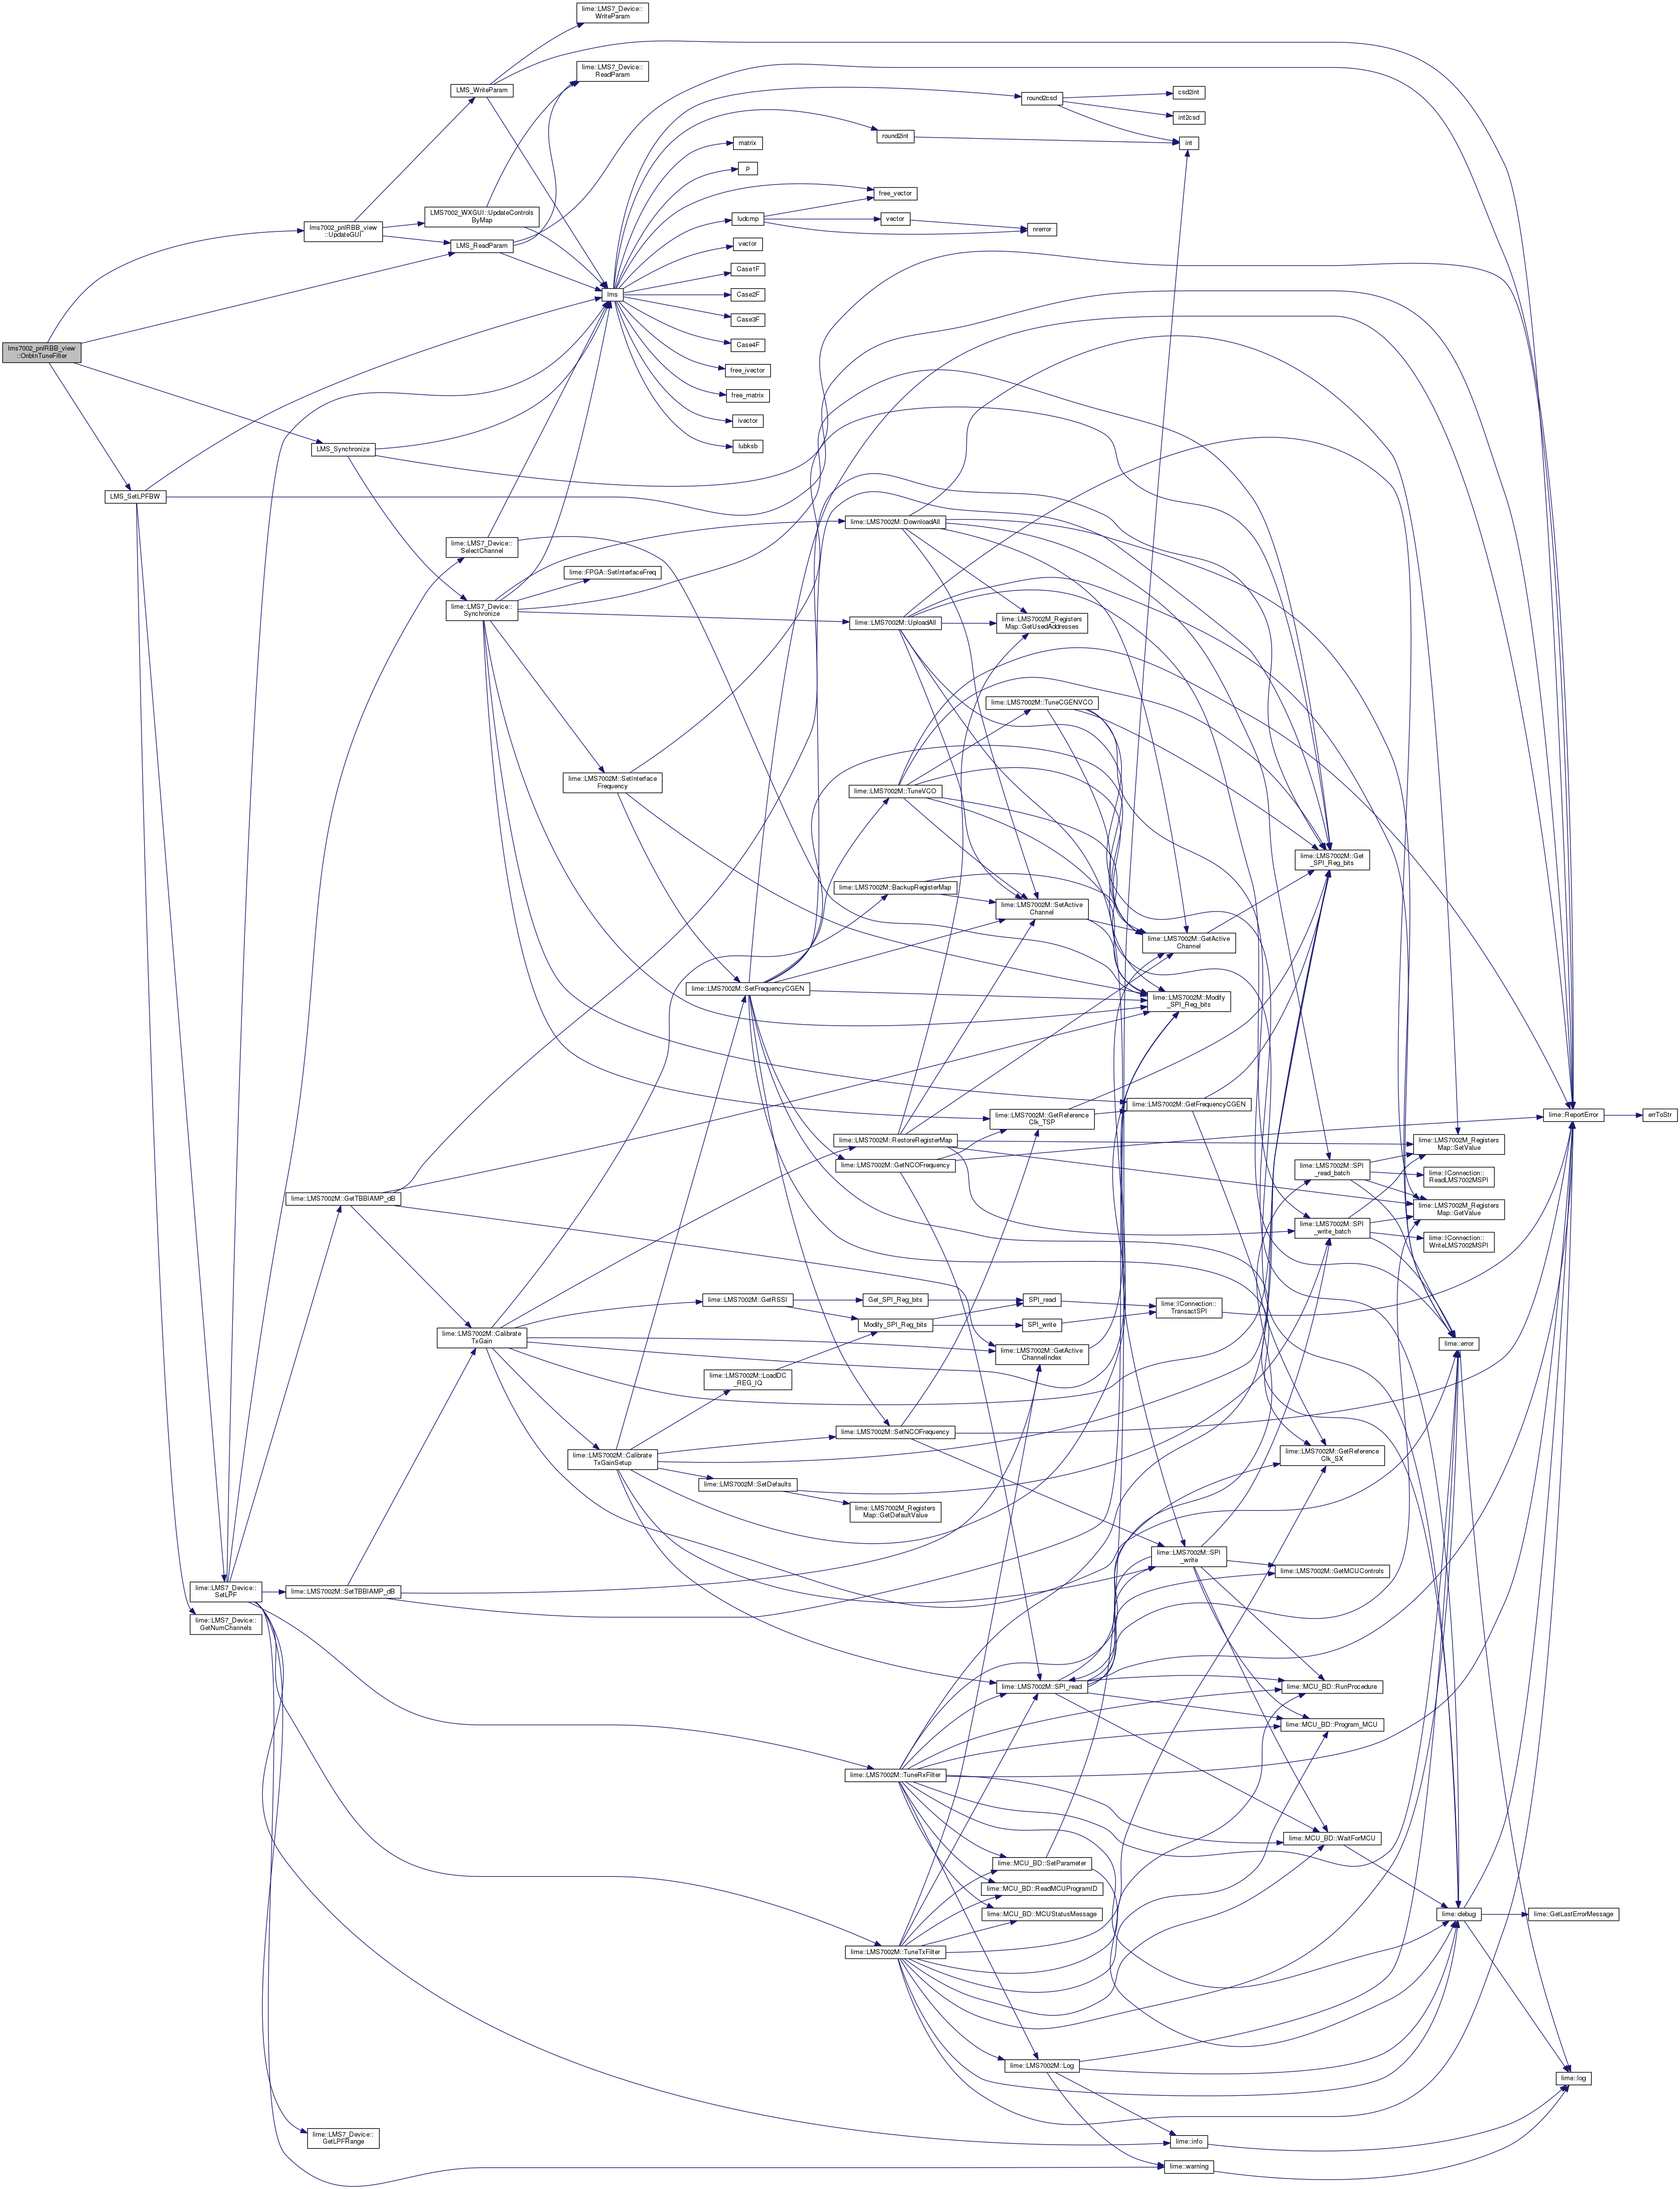 lime::LMS7_Device::
WriteParam
lime::LMS7_Device::
ReadParam
LMS_WriteParam
round2csd
csd2int
int2csd
round2int
int
matrix
p
free_vector
LMS7002_WXGUI::UpdateControls
ByMap
lms7002_pnlRBB_view
::UpdateGUI
ludcmp
vector
nrerror
LMS_ReadParam
vector
Case1F
lms
Case2F
Case3F
Case4F
lms7002_pnlRBB_view
::OnbtnTuneFilter
free_ivector
free_matrix
ivector
lubksb
LMS_Synchronize
LMS_SetLPFBW
lime::LMS7002M::DownloadAll
lime::LMS7_Device::
SelectChannel
lime::FPGA::SetInterfaceFreq
lime::LMS7_Device::
Synchronize
lime::LMS7002M::UploadAll
lime::LMS7002M_Registers
Map::GetUsedAddresses
lime::LMS7002M::TuneCGENVCO
lime::LMS7002M::SetInterface
Frequency
lime::LMS7002M::TuneVCO
lime::LMS7002M::Get
_SPI_Reg_bits
lime::LMS7002M::BackupRegisterMap
lime::LMS7002M::SetActive
Channel
lime::LMS7002M::GetActive
Channel
lime::LMS7002M::SetFrequencyCGEN
lime::LMS7002M::Modify
_SPI_Reg_bits
lime::LMS7002M::GetFrequencyCGEN
lime::LMS7002M::GetReference
Clk_TSP
lime::ReportError
errToStr
lime::LMS7002M::RestoreRegisterMap
lime::LMS7002M_Registers
Map::SetValue
lime::LMS7002M::GetNCOFrequency
lime::LMS7002M::SPI
_read_batch
lime::IConnection::
ReadLMS7002MSPI
lime::LMS7002M::GetTBBIAMP_dB
lime::LMS7002M_Registers
Map::GetValue
lime::LMS7002M::SPI
_write_batch
lime::IConnection::
WriteLMS7002MSPI
lime::LMS7002M::GetRSSI
Get_SPI_Reg_bits
SPI_read
lime::IConnection::
TransactSPI
lime::LMS7002M::Calibrate
TxGain
Modify_SPI_Reg_bits
SPI_write
lime::error
lime::LMS7002M::GetActive
ChannelIndex
lime::LMS7002M::LoadDC
_REG_IQ
lime::LMS7002M::SetNCOFrequency
lime::LMS7002M::Calibrate
TxGainSetup
lime::LMS7002M::GetReference
Clk_SX
lime::LMS7002M::SetDefaults
lime::LMS7002M_Registers
Map::GetDefaultValue
lime::LMS7002M::SPI
_write
lime::LMS7002M::GetMCUControls
lime::LMS7_Device::
SetLPF
lime::LMS7002M::SetTBBIAMP_dB
lime::LMS7_Device::
GetNumChannels
lime::LMS7002M::SPI_read
lime::MCU_BD::RunProcedure
lime::MCU_BD::Program_MCU
lime::LMS7002M::TuneRxFilter
lime::MCU_BD::WaitForMCU
lime::MCU_BD::SetParameter
lime::MCU_BD::ReadMCUProgramID
lime::MCU_BD::MCUStatusMessage
lime::debug
lime::GetLastErrorMessage
lime::LMS7002M::TuneTxFilter
lime::LMS7002M::Log
lime::log
lime::LMS7_Device::
GetLPFRange
lime::info
lime::warning